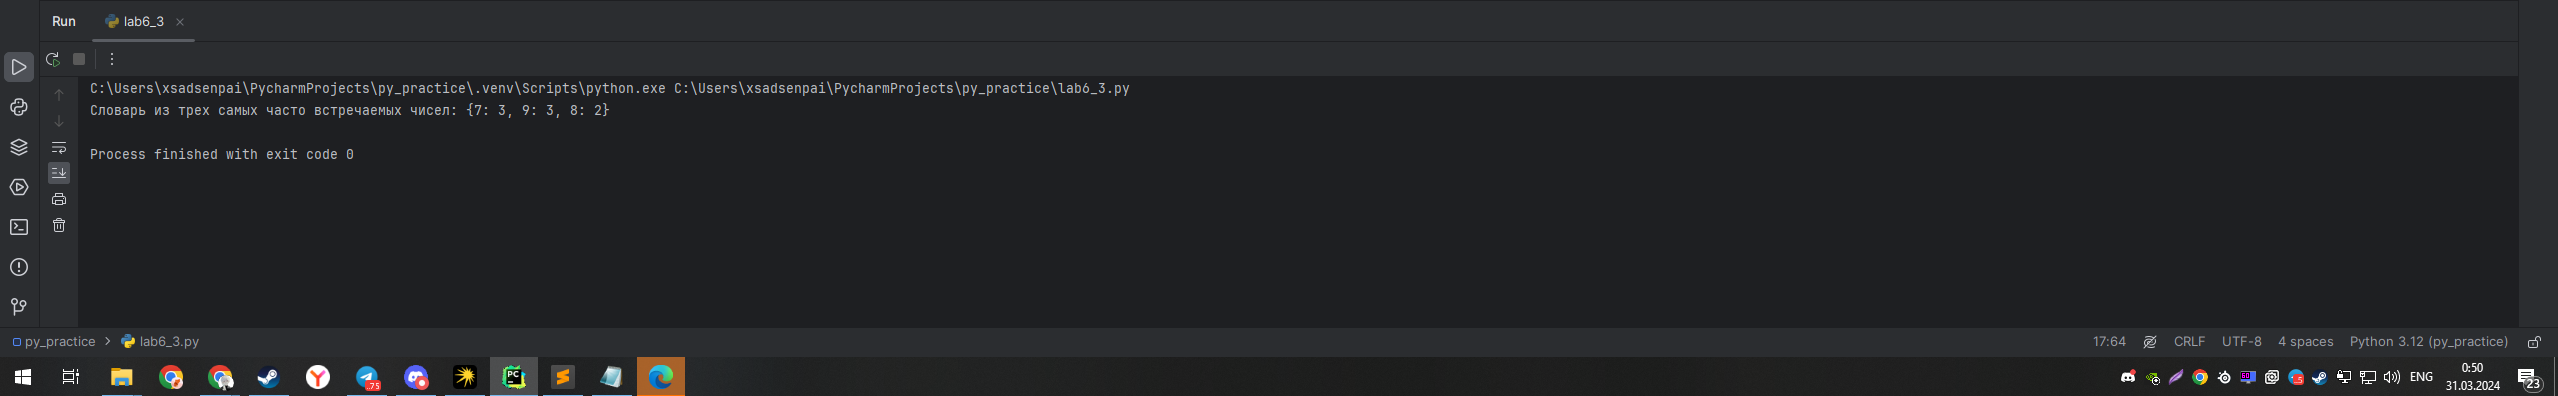 Run lab6_3
C:\Users\xsadsenpai\PycharmProjects\py_practice\.venv\Scripts\python.exe C:\Users\xsadsenpai\PycharmProjects\py_practice\lab6_3.py
Словарь из трех самых часто встречаемых чисел: {7: 3, 9: 3, 8: 2}
Process finished with exit code 0
py_practice > lab6_3.py 17:64 CRLF UTF-8 4 spaces Python 3.12 (py_practice)
PC
ENG
0:50
31.03.2024
23